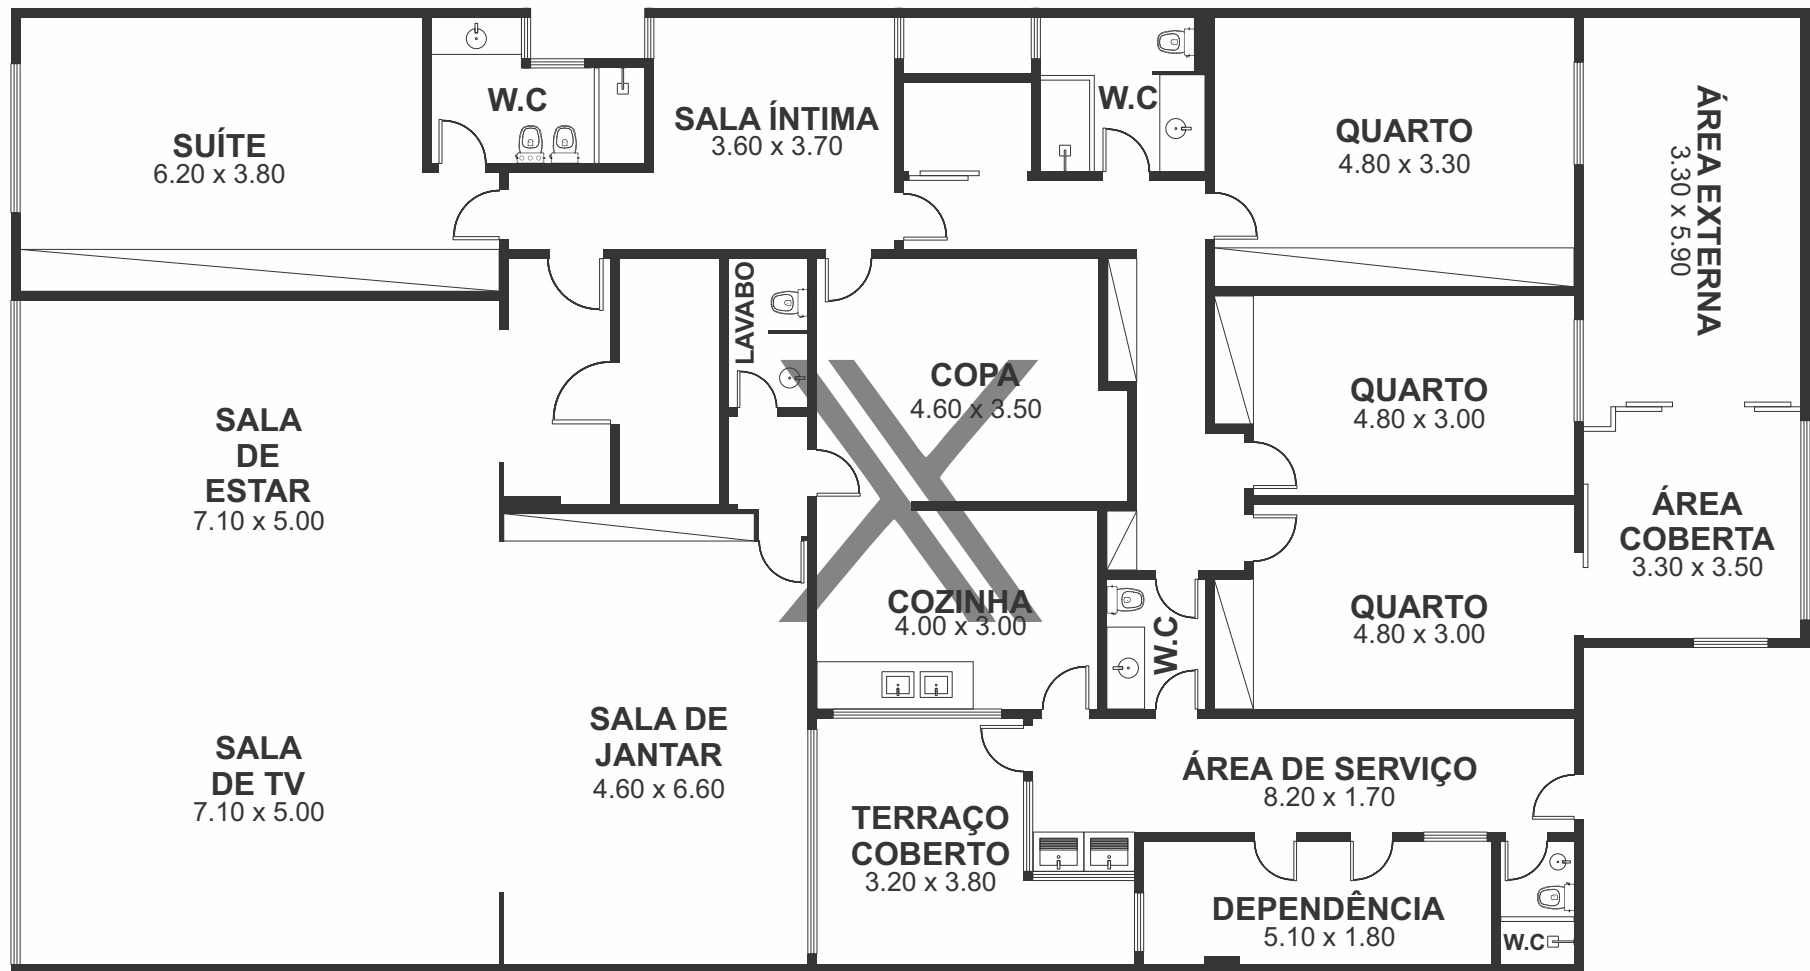 SUÍTE
6.20 x 3.80
W.C
SALA ÍNTIMA
3.60 x 3.70
W.C
QUARTO
4.80 x 3.30
ÁREA EXTERNA
3.30 x 5.90
LAVABO
COPA
4.60 x 3.50
QUARTO
4.80 x 3.00
SALA
DE
ESTAR
7.10 x 5.00
ÁREA
COBERTA
3.30 x 3.50
COZINHA
4.00 x 3.00
W.C
QUARTO
4.80 x 3.00
SALA
DE TV
7.10 x 5.00
SALA DE
JANTAR
4.60 x 6.60
ÁREA DE SERVIÇO
8.20 x 1.70
TERRAÇO
COBERTO
3.20 x 3.80
DEPENDÊNCIA
5.10 x 1.80
W.C